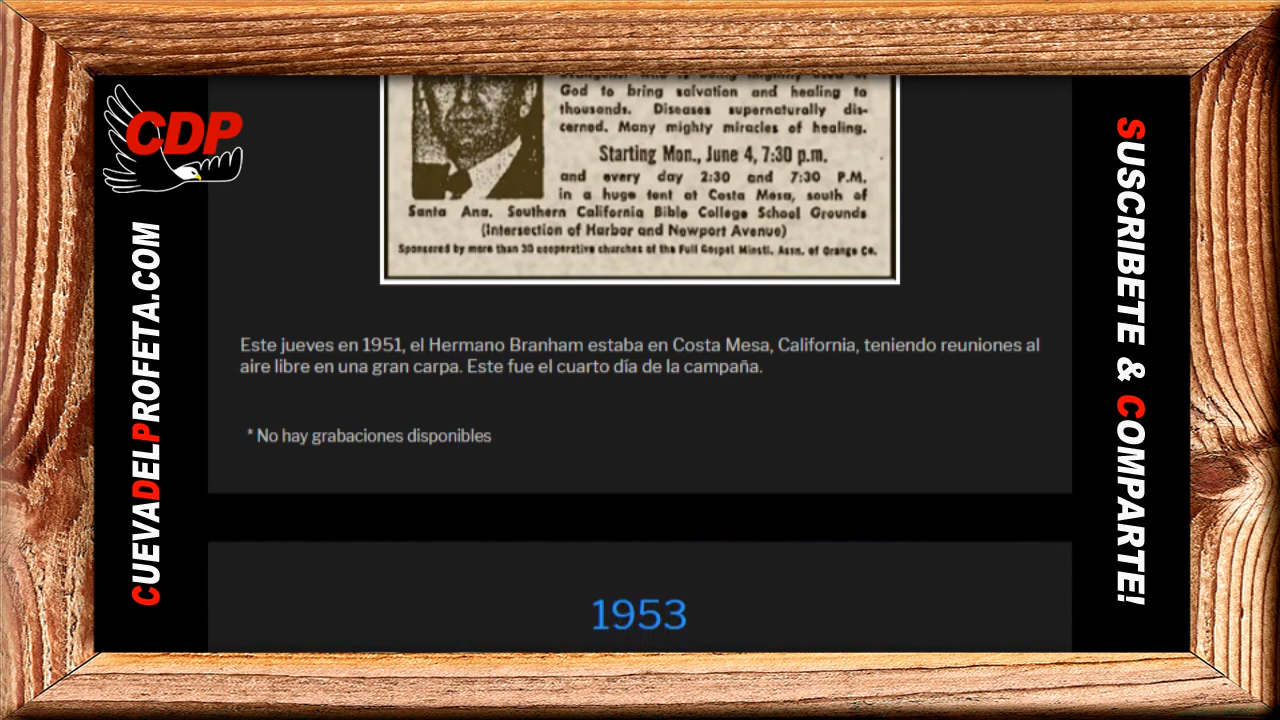 CDP
CUEVADELPROFETA.COM
God to bring salvation and healing to
thousands. Diseases supernaturally dis-
cerned. Many mighty miracles of healing.
Starting Mon., June 4, 7:30 p.m.
and every day 2:30 and 7:30 P.M.
in a huge tent at Costa Mesa, south of
Santa Ana. Southern California Bible College School Grounds
(Intersection of Harbor and Newport Avenue)
Sponsored by more than 30 cooperative churches of the Full Gospel Minsti. Assn. of Orange Co.
Este jueves en 1951, el Hermano Branham estaba en Costa Mesa, California, teniendo reuniones al
aire libre en una gran carpa. Este fue el cuarto día de la campaña.
* No hay grabaciones disponibles
1953
SUSCRIBETE & COMPARTE!